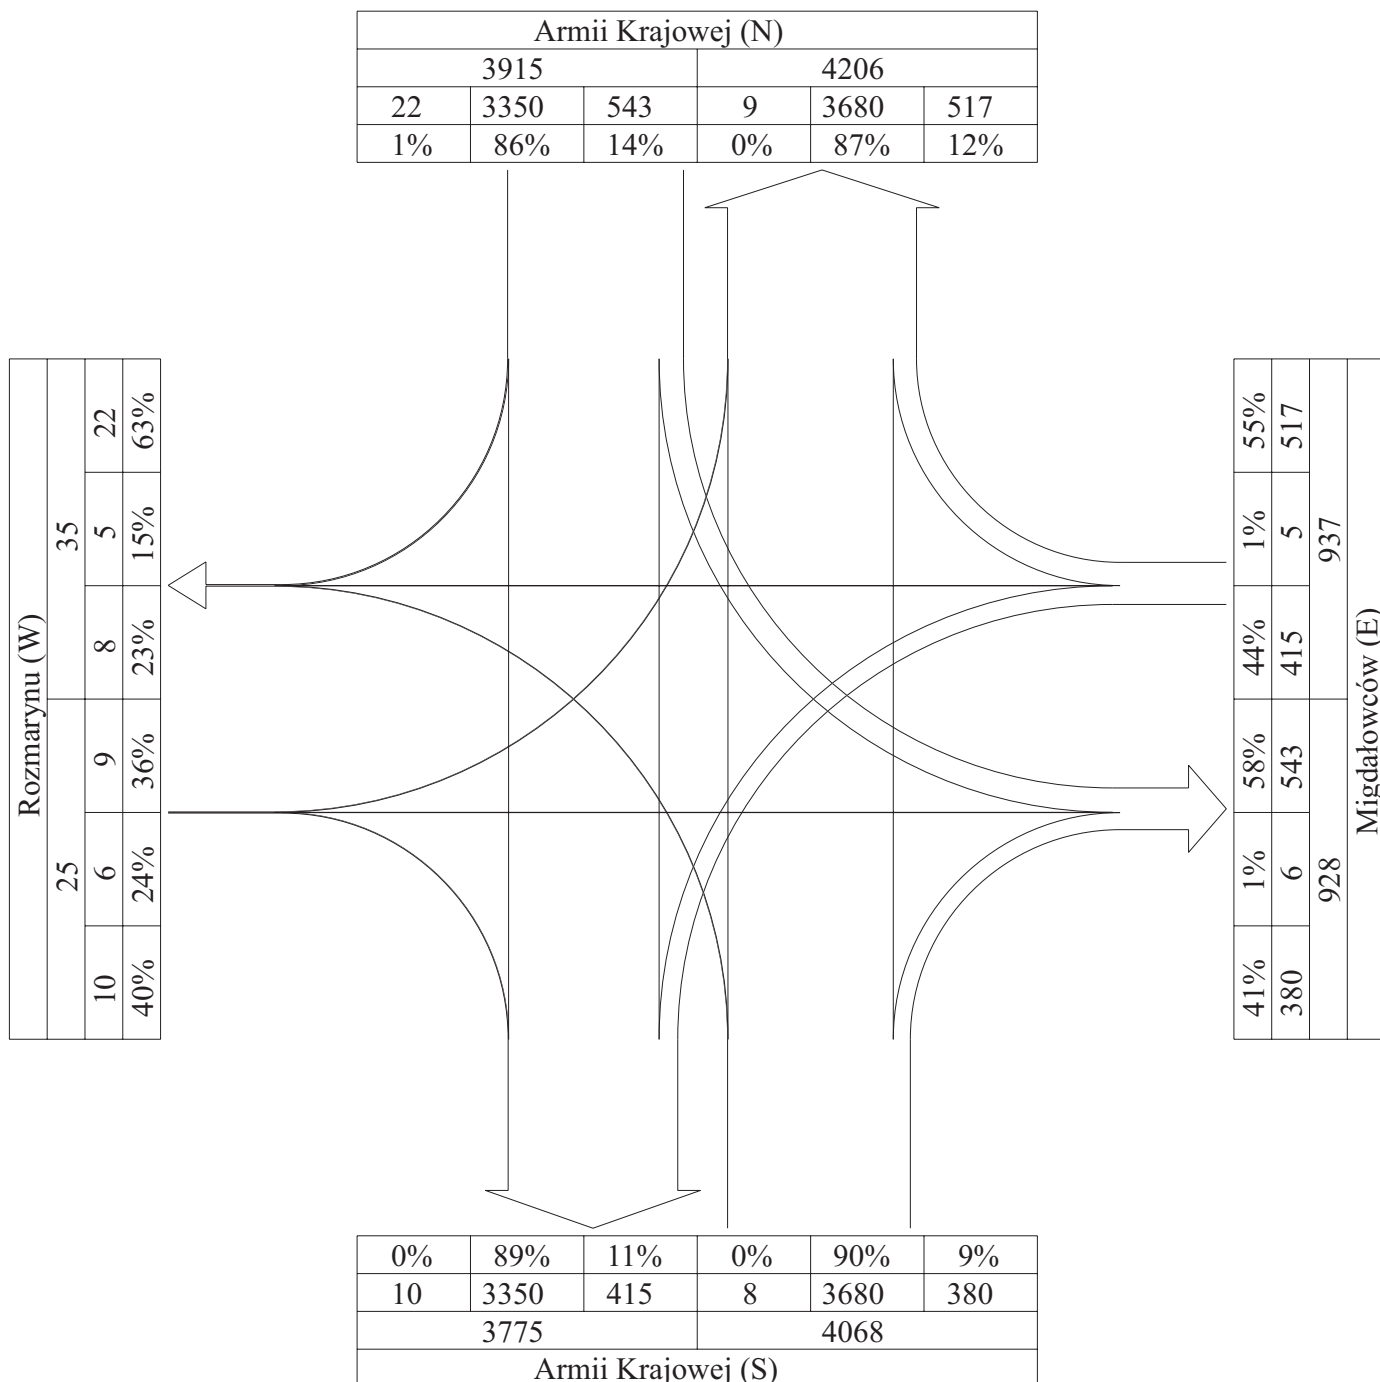 Armii Krajowej (N)
3915 4206
22 3350 543 9 3680 517
1% 86% 14% 0% 87% 12%
Rozmarynu (W)
35 25
22 5 8 9 6 10
63% 15% 23% 36% 24% 40%
55% 1% 44% 58% 1% 41%
517 5 415 543 6 380
937 928
Migdałowców (E)
0% 89% 11% 0% 90% 9%
10 3350 415 8 3680 380
3775 4068
Armii Krajowej (S)